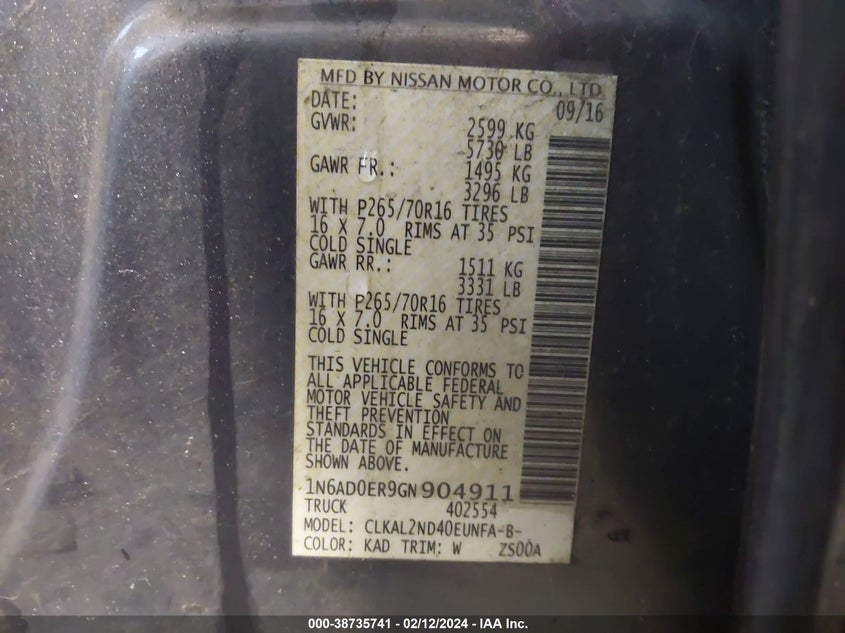 MFD BY NISSAN MOTOR CO., LTD.
DATE: 09/16
GVWR: 2599 KG
5730 LB
GAWR FR.: 1495 KG
3296 LB
WITH P265/70R16 TIRES
16 X 7.0 RIMS AT 35 PSI
COLD SINGLE
GAWR RR.: 1511 KG
3331 LB
WITH P265/70R16 TIRES
16 X 7.0 RIMS AT 35 PSI
COLD SINGLE
THIS VEHICLE CONFORMS TO
ALL APPLICABLE FEDERAL
MOTOR VEHICLE SAFETY AND
THEFT PREVENTION
STANDARDS IN EFFECT ON
THE DATE OF MANUFACTURE
SHOWN ABOVE.
1N6AD0ER9GN904911
TRUCK 402554
MODEL: CLKAL2ND40EUNFA-B-
COLOR: KAD TRIM: W ZS00A
000-38735741 - 02/12/2024 - IAA Inc.